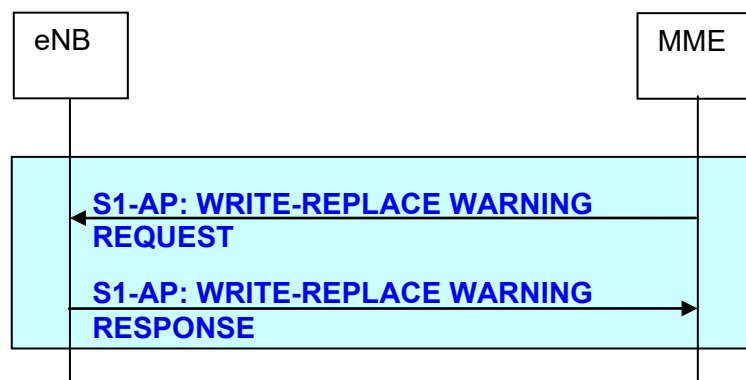 eNB
MME
S1-AP: WRITE-REPLACE WARNING
REQUEST
S1-AP: WRITE-REPLACE WARNING
RESPONSE